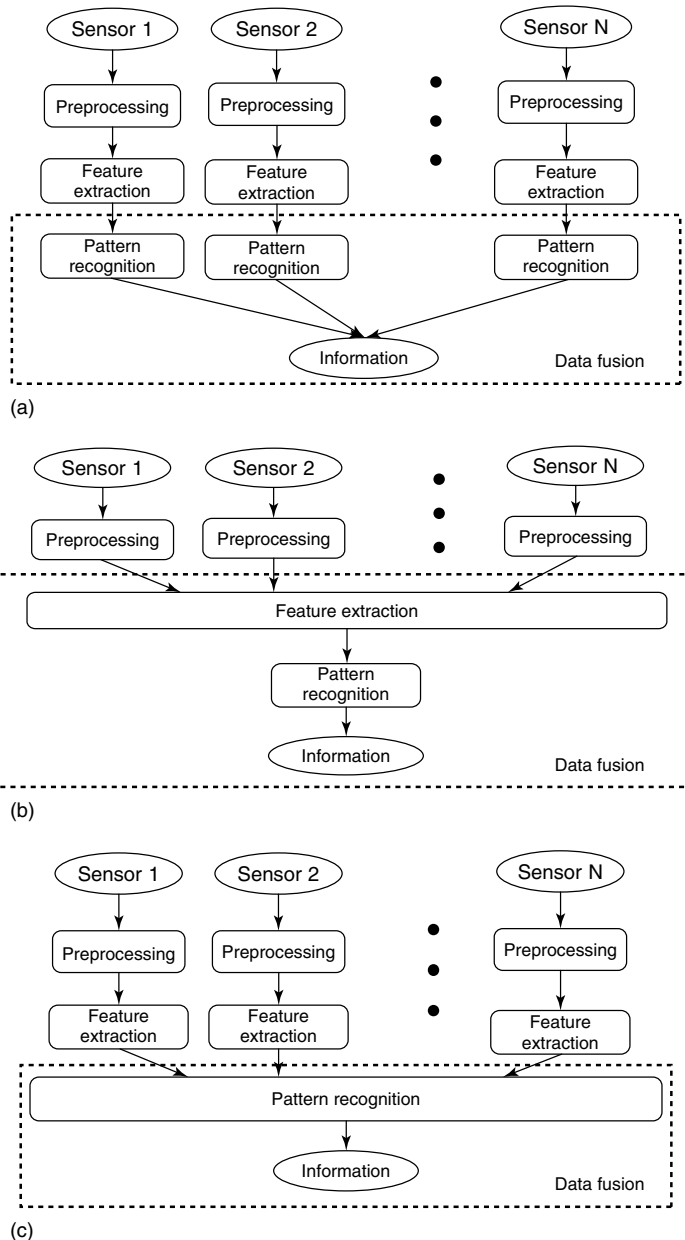 Sensor 1
Sensor 2
Sensor N
Preprocessing
Preprocessing
Preprocessing
Feature
extraction
Feature
extraction
Feature
extraction
Pattern
recognition
Pattern
recognition
Pattern
recognition
Information
Data fusion
(a)
Sensor 1
Sensor 2
Sensor N
Preprocessing
Preprocessing
Preprocessing
Feature extraction
Pattern
recognition
Information
Data fusion
(b)
Sensor 1
Sensor 2
Sensor N
Preprocessing
Preprocessing
Preprocessing
Feature
extraction
Feature
extraction
Feature
extraction
Pattern recognition
Information
Data fusion
(c)